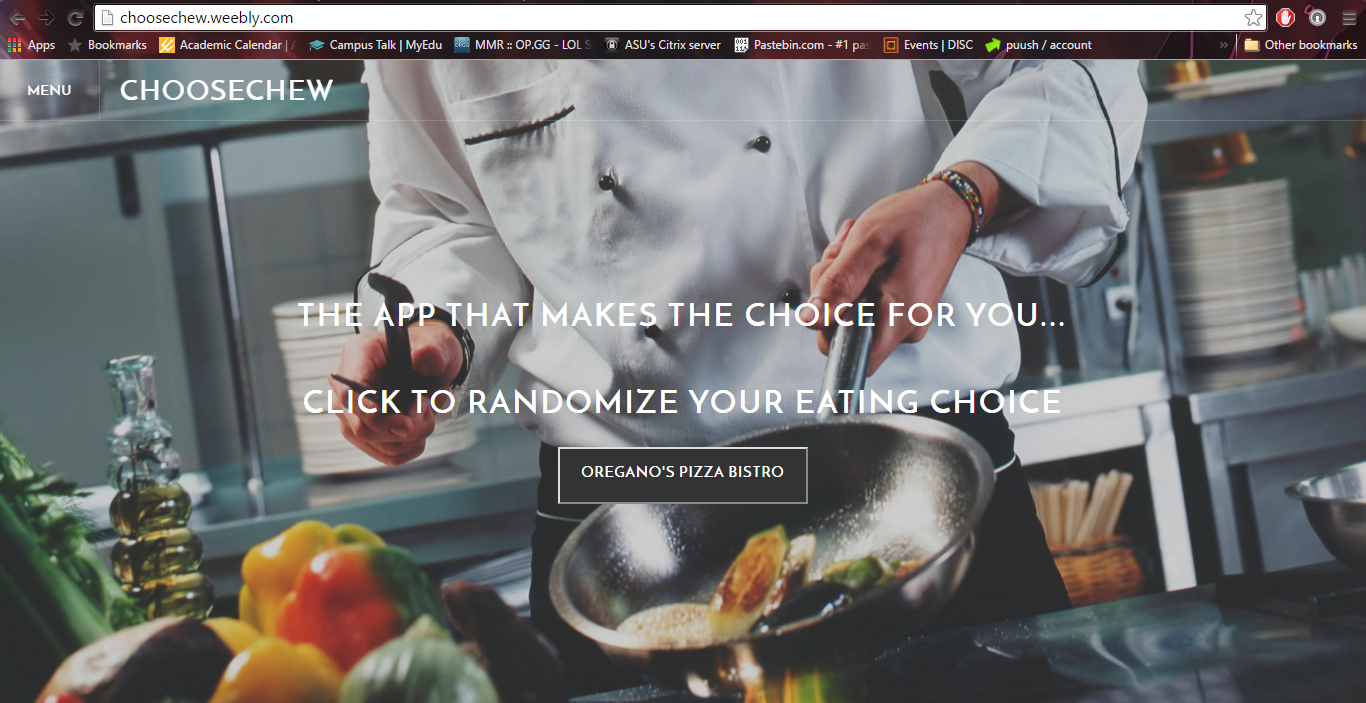 choosechew.weebly.com
Apps Bookmarks Academic Calendar | Campus Talk | MyEdu MMR :: OP.GG - LOL S ASU's Citrix server Pastebin.com - #1 pas Events | DISC puush / account » Other bookmarks
MENU CHOOSECHEW
THE APP THAT MAKES THE CHOICE FOR YOU...
CLICK TO RANDOMIZE YOUR EATING CHOICE
OREGANO'S PIZZA BISTRO